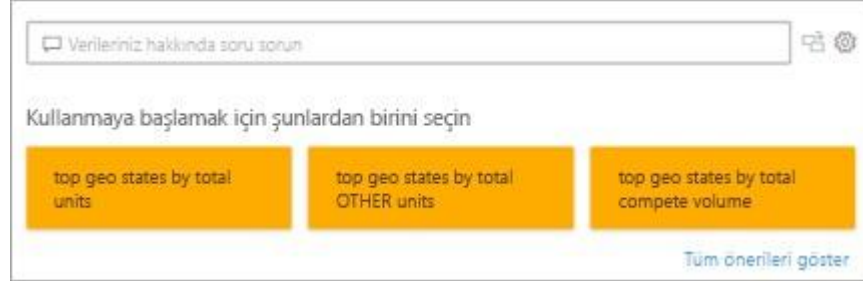 Verileriniz hakkında soru sorun
Kullanmaya başlamak için şunlardan birini seçin
top geo states by total
units
top geo states by total
OTHER units
top geo states by total
compete volume
Tüm önerileri göster